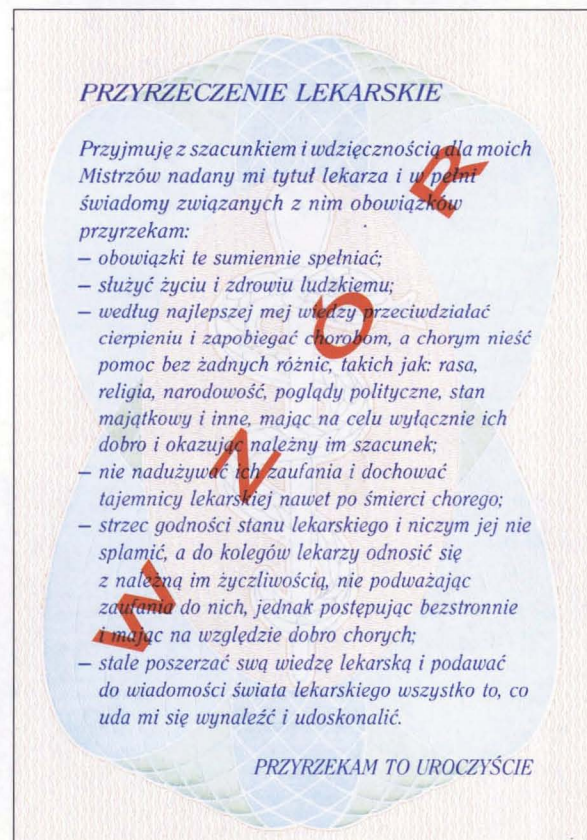 PRZYRZECZENIE LEKARSKIE
Przyjmuję z szacunkiem i wdzięcznością dla moich
Mistrzów nadany mi tytuł lekarza i w pełni
świadomy związanych z nim obowiązków
przyrzekam:
– obowiązki te sumiennie spełniać;
– służyć życiu i zdrowiu ludzkiemu;
– według najlepszej mej wiedzy przeciwdziałać
cierpieniu i zapobiegać chorobom, a chorym nieść
pomoc bez żadnych różnic, takich jak: rasa,
religia, narodowość, poglądy polityczne, stan
majątkowy i inne, mając na celu wyłącznie ich
dobro i okazując należny im szacunek;
– nie nadużywać ich zaufania i dochować
tajemnicy lekarskiej nawet po śmierci chorego;
– strzec godności stanu lekarskiego i niczym jej nie
splamić, a do kolegów lekarzy odnosić się
z należną im życzliwością, nie podważając
zaufania do nich, jednak postępując bezstronnie
i mając na względzie dobro chorych;
– stale poszerzać swą wiedzę lekarską i podawać
do wiadomości świata lekarskiego wszystko to, co
uda mi się wynaleźć i udoskonalić.
PRZYRZEKAM TO UROCZYŚCIE
WZÓR